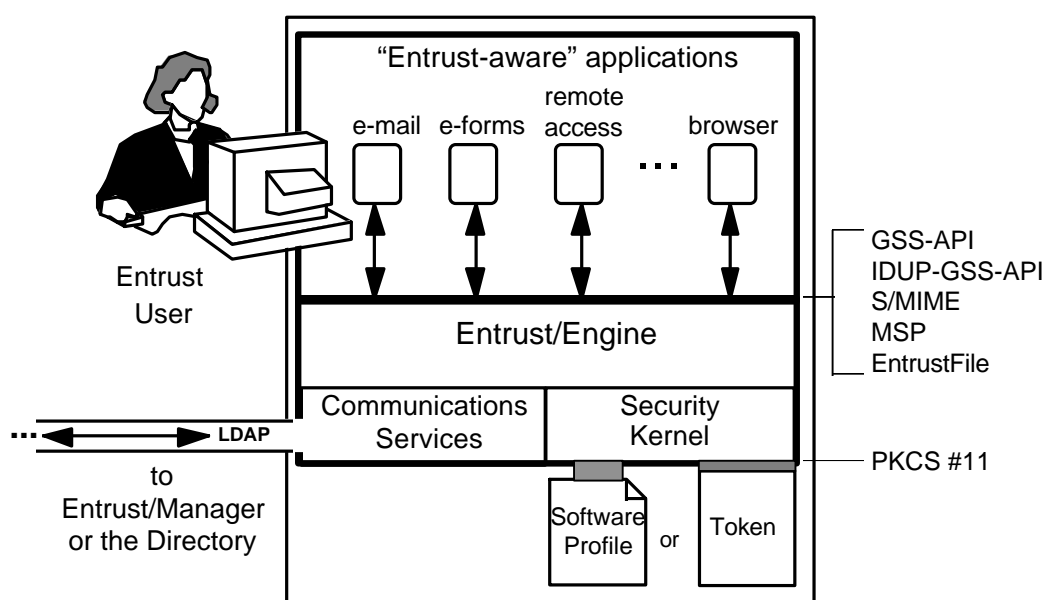 “Entrust-aware” applications
e-mail
e-forms
remote
access
...
browser
Entrust
User
GSS-API
IDUP-GSS-API
S/MIME
MSP
EntrustFile
Entrust/Engine
Communications
Services
Security
Kernel
...
LDAP
to
Entrust/Manager
or the Directory
PKCS #11
Software
Profile
or
Token